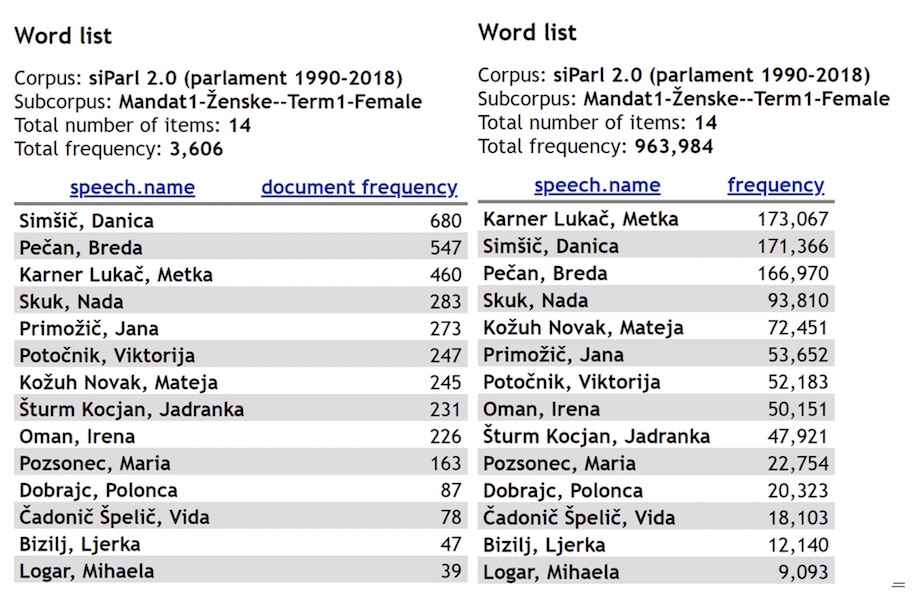 Word list
Corpus: siParl 2.0 (parlament 1990-2018)
Subcorpus: Mandat1-Ženske--Term1-Female
Total number of items: 14
Total frequency: 3,606
speech.name document frequency
Simšič, Danica 680
Pečan, Breda 547
Karner Lukač, Metka 460
Skuk, Nada 283
Primožič, Jana 273
Potočnik, Viktorija 247
Kožuh Novak, Mateja 245
Šturm Kocjan, Jadranka 231
Oman, Irena 226
Pozsonec, Maria 163
Dobrajc, Polonca 87
Čadonič Špelič, Vida 78
Bizilj, Ljerka 47
Logar, Mihaela 39
Word list
Corpus: siParl 2.0 (parlament 1990-2018)
Subcorpus: Mandat1-Ženske--Term1-Female
Total number of items: 14
Total frequency: 963,984
speech.name frequency
Karner Lukač, Metka 173,067
Simšič, Danica 171,366
Pečan, Breda 166,970
Skuk, Nada 93,810
Kožuh Novak, Mateja 72,451
Primožič, Jana 53,652
Potočnik, Viktorija 52,183
Oman, Irena 50,151
Šturm Kocjan, Jadranka 47,921
Pozsonec, Maria 22,754
Dobrajc, Polonca 20,323
Čadonič Špelič, Vida 18,103
Bizilj, Ljerka 12,140
Logar, Mihaela 9,093